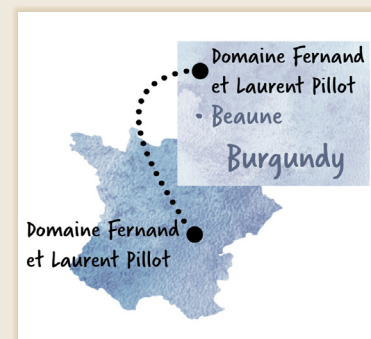 Domaine Fernand
et Laurent Pillot
Beaune
Burgundy
Domaine Fernand
et Laurent Pillot